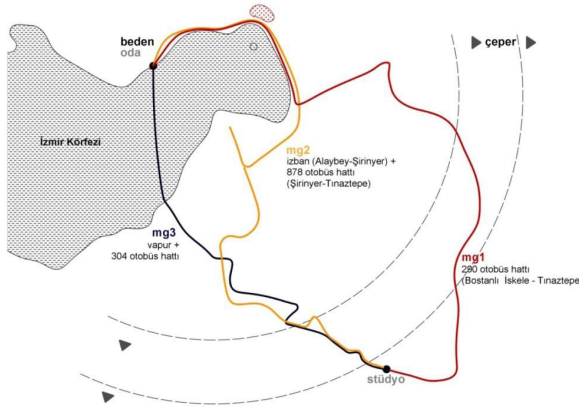 beden
oda
çeper
İzmir Körfezi
mg2
izban (Alaybey-Şirinyer) +
878 otobüs hattı
(Şirinyer-Tınaztepe)
mg3
vapur +
304 otobüs hattı
mg1
290 otobüs hattı
(Bostanlı İskele - Tınaztepe
stüdyo